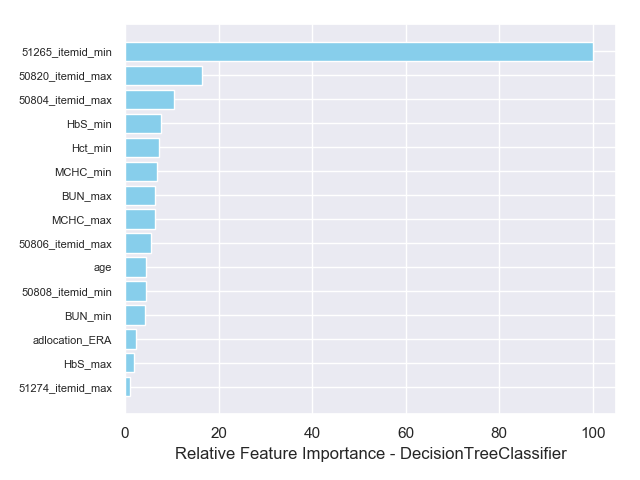 51265_itemid_min
50820_itemid_max
50804_itemid_max
HbS_min
Hct_min
MCHC_min
BUN_max
MCHC_max
50806_itemid_max
age
50808_itemid_min
BUN_min
adlocation_ERA
HbS_max
51274_itemid_max
0 20 40 60 80 100
Relative Feature Importance - DecisionTreeClassifier